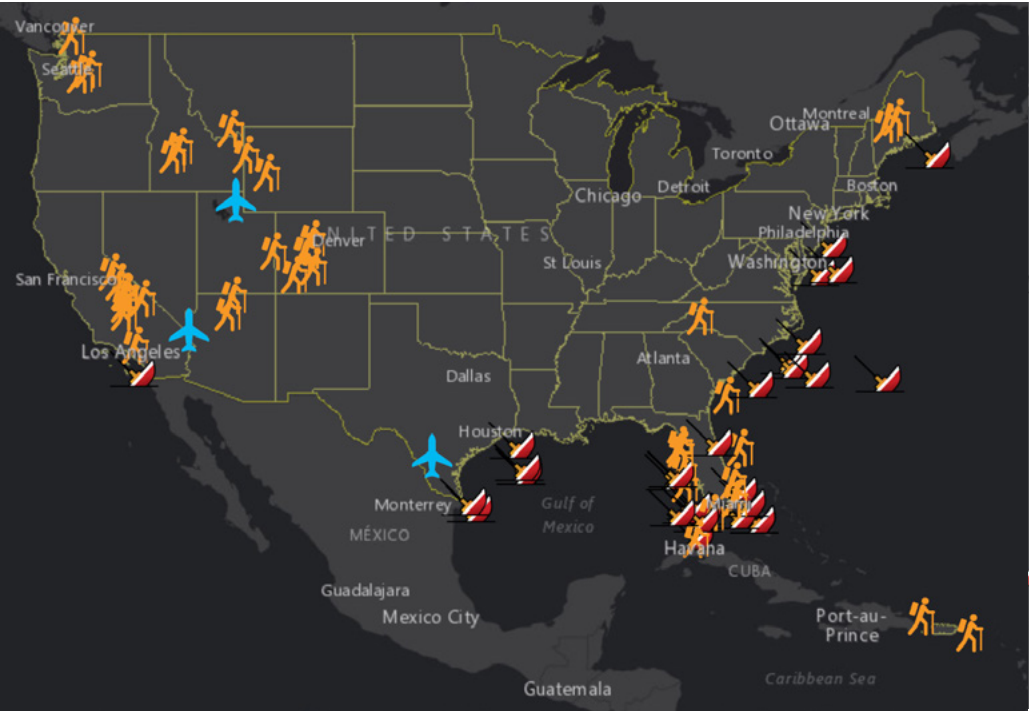 Vancouver
Seattle
Montreal
Ottawa
Toronto
Boston
Chicago
Detroit
New York
Philadelphia
UNITED STATES
Denver
St Louis
Washington
San Francisco
Los Angeles
Atlanta
Dallas
Houston
Monterrey
Gulf of
Mexico
Miami
MÉXICO
Havana
CUBA
Guadalajara
Mexico City
Port-au-
Prince
Caribbean Sea
Guatemala